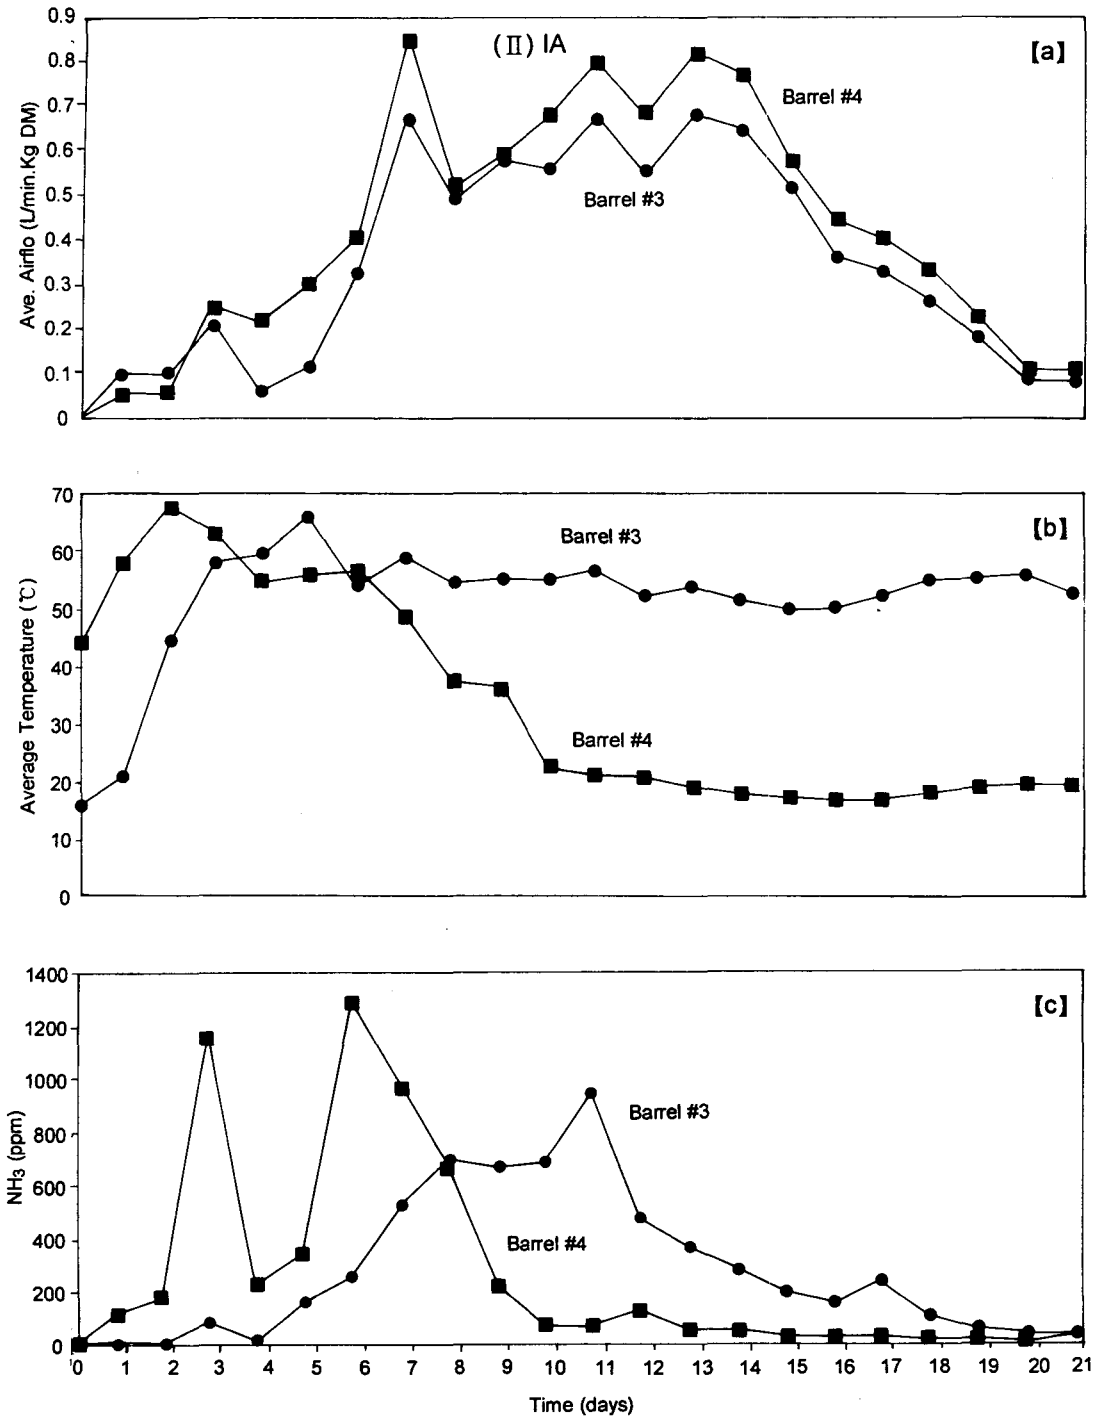 (Ⅱ) IA
【a】
0.9
0.8
0.7
0.6
0.5
0.4
0.3
0.2
0.1
0
Ave. Airflo (L/min.Kg DM)
Barrel #4
Barrel #3
【b】
70
60
50
40
30
20
10
0
Average Temperature (℃)
Barrel #3
Barrel #4
【c】
1400
1200
1000
800
600
400
200
0
NH3 (ppm)
Barrel #3
Barrel #4
0 1 2 3 4 5 6 7 8 9 10 11 12 13 14 15 16 17 18 19 20 21
Time (days)